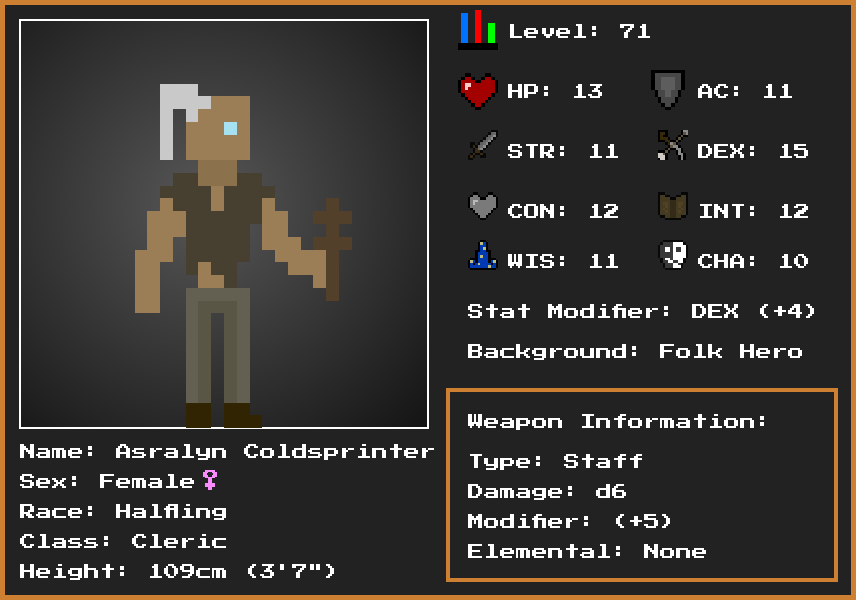 Level: 71
HP: 13
AC: 11
STR: 11
DEX: 15
CON: 12
INT: 12
WIS: 11
CHA: 10
Stat Modifier: DEX (+4)
Background: Folk Hero
Weapon Information:
Type: Staff
Damage: d6
Modifier: (+5)
Elemental: None
Name: Asralyn Coldsprinter
Sex: Female♀
Race: Halfling
Class: Cleric
Height: 109cm (3'7")